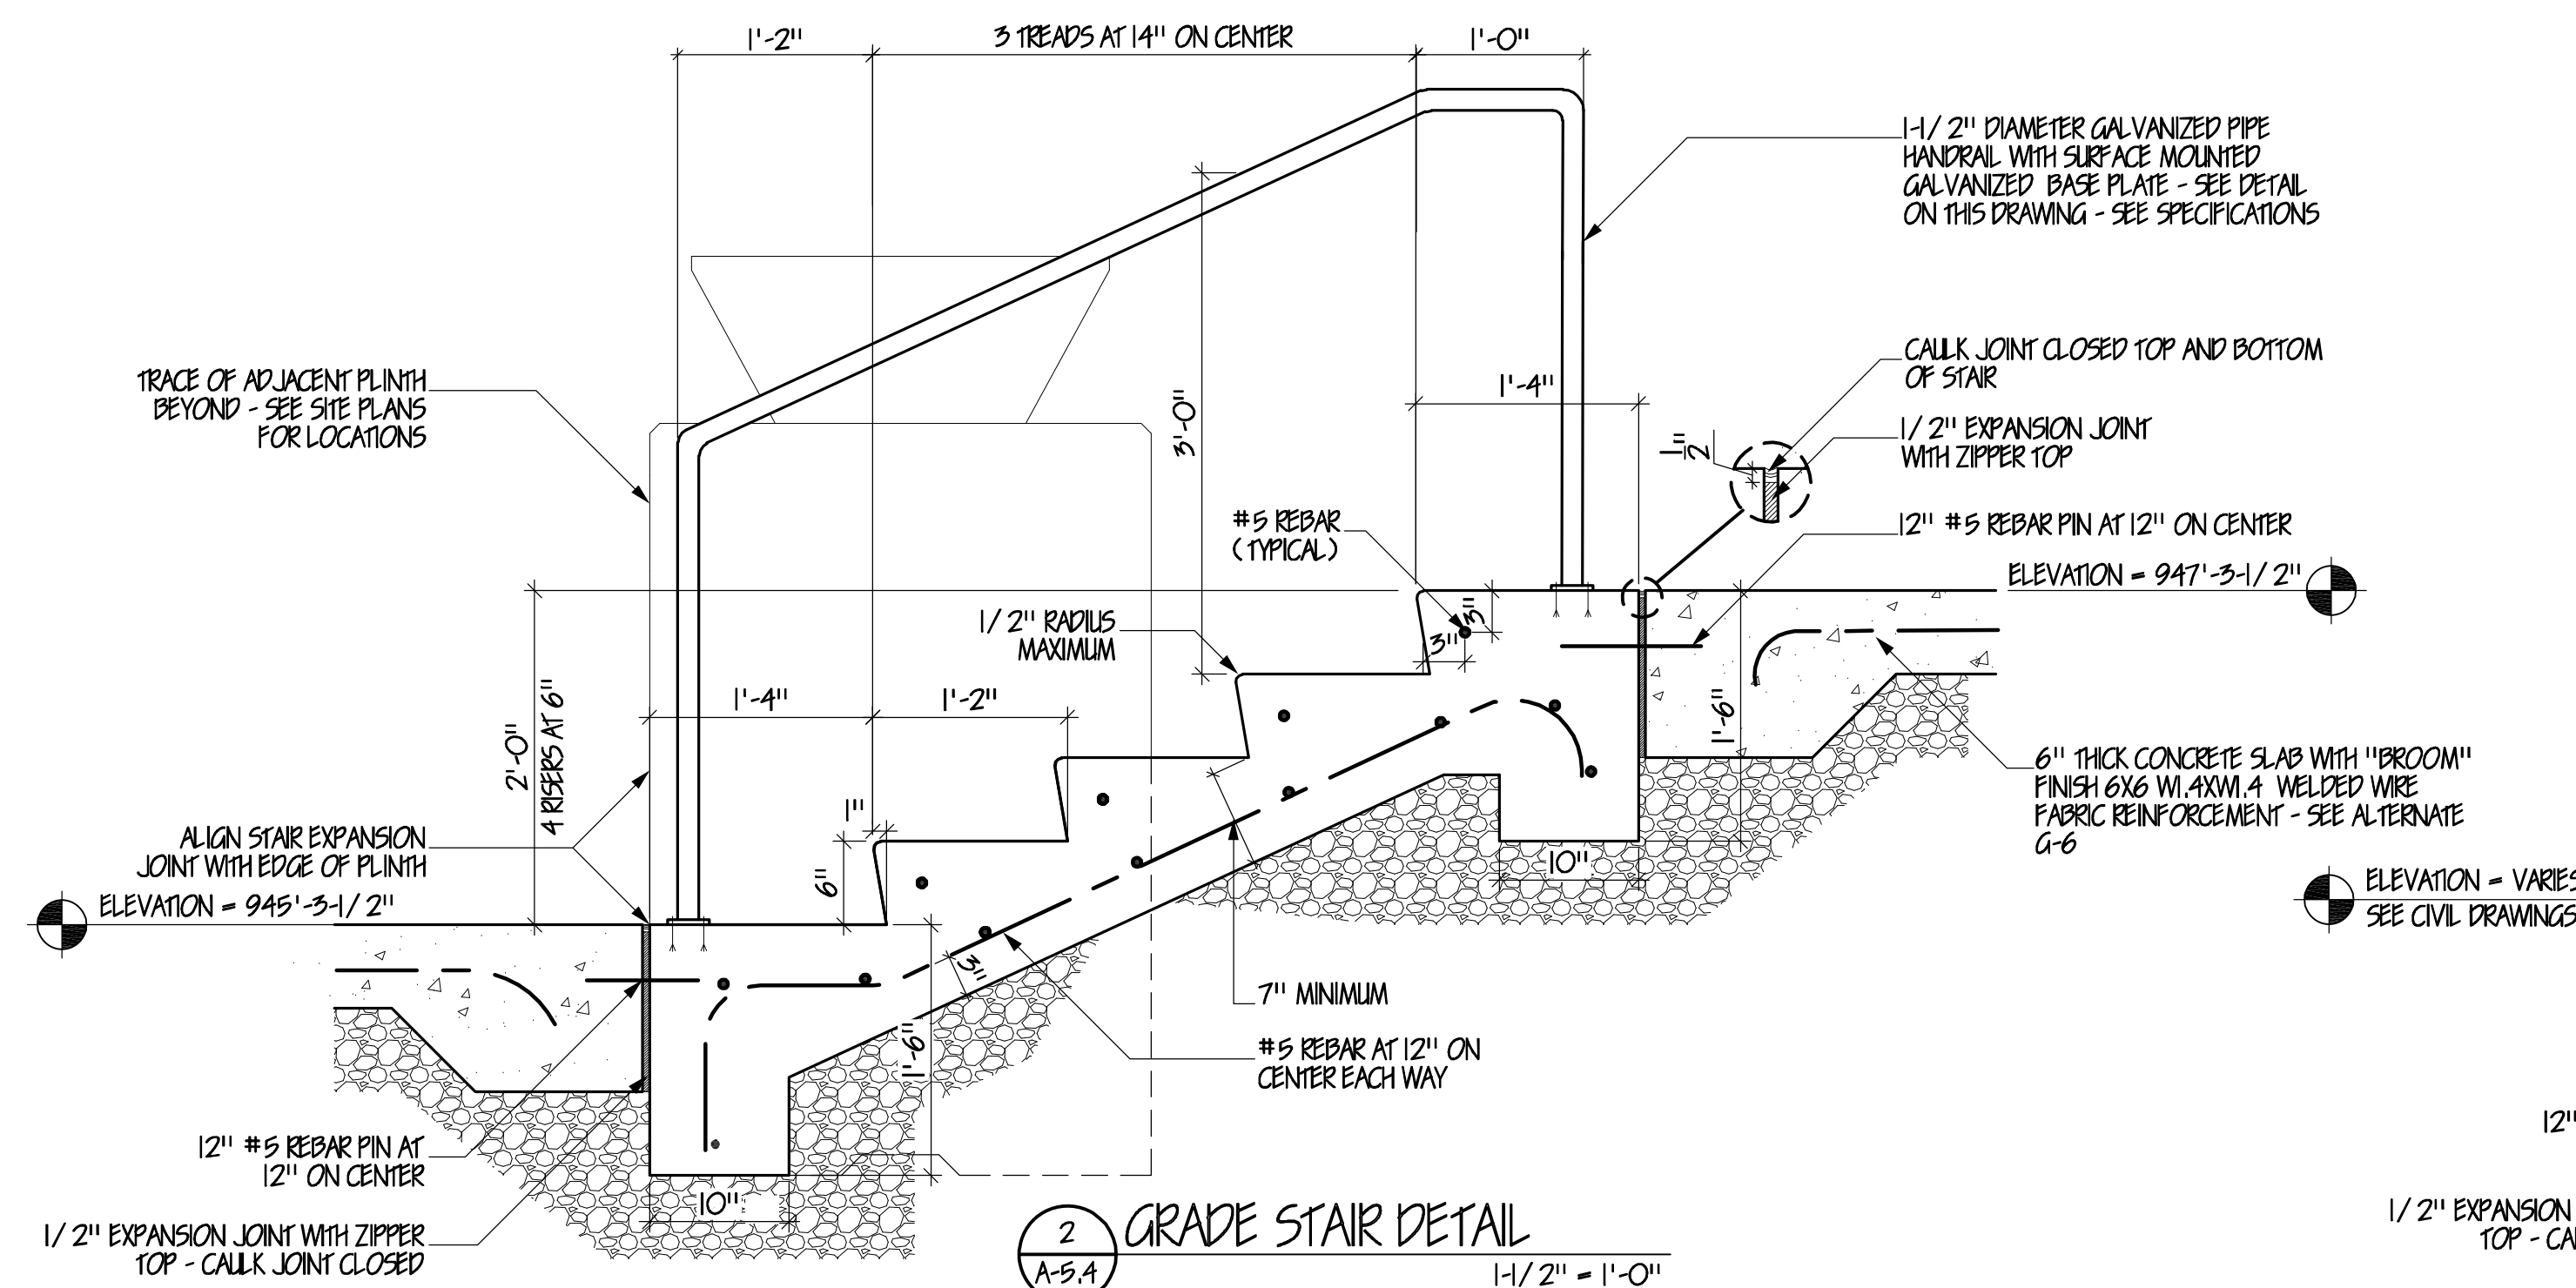 1'-2"
3 TREADS AT 14" ON CENTER
1'-0"
1-1/2" DIAMETER GALVANIZED PIPE
HANDRAIL WITH SURFACE MOUNTED
GALVANIZED BASE PLATE - SEE DETAIL
ON THIS DRAWING - SEE SPECIFICATIONS
CAULK JOINT CLOSED TOP AND BOTTOM
OF STAIR
TRACE OF ADJACENT PLINTH
BEYOND - SEE SITE PLANS
FOR LOCATIONS
1'-4"
3'-0"
1"
2
1/2" EXPANSION JOINT
WITH ZIPPER TOP
#5 REBAR
(TYPICAL)
12" #5 REBAR PIN AT 12" ON CENTER
ELEVATION = 947'-3-1/2"
1/2" RADIUS
MAXIMUM
3"
3"
2'-0"
4 RISERS AT 6"
1'-4"
1'-2"
1'-6"
6" THICK CONCRETE SLAB WITH "BROOM"
FINISH 6X6 W1.4XW1.4 WELDED WIRE
FABRIC REINFORCEMENT - SEE ALTERNATE
G-6
1"
6"
10"
ALIGN STAIR EXPANSION
JOINT WITH EDGE OF PLINTH
ELEVATION = 945'-3-1/2"
ELEVATION = VARIES
SEE CIVIL DRAWINGS
3"
7" MINIMUM
1'-6"
#5 REBAR AT 12" ON
CENTER EACH WAY
12" #5 REBAR PIN AT
12" ON CENTER
10"
1/2" EXPANSION JOINT WITH ZIPPER
TOP - CAULK JOINT CLOSED
2
A-5.4
GRADE STAIR DETAIL
1-1/2" = 1'-0"
12"
1/2" EXPANSION
TOP - CAU